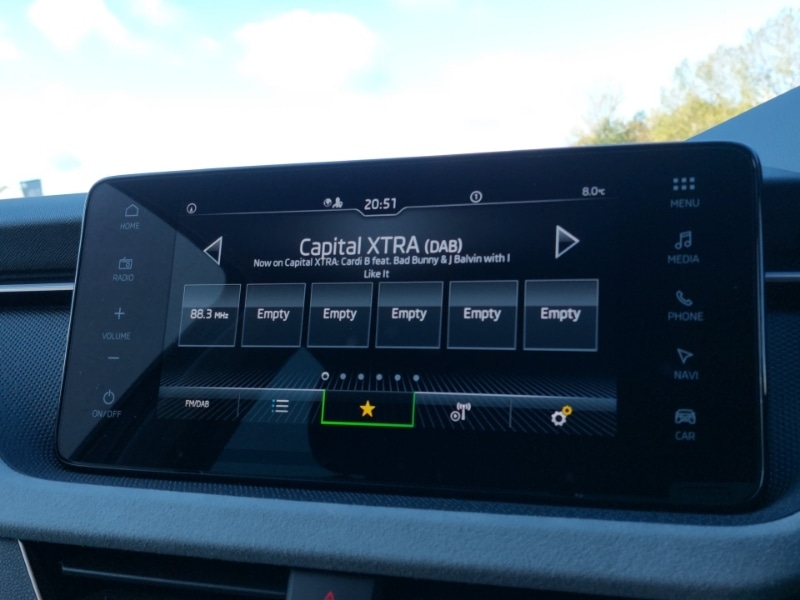 20:51
8.0°C
HOME
RADIO
+
VOLUME
−
ON/OFF
Capital XTRA (DAB)
Now on Capital XTRA: Cardi B feat. Bad Bunny & J Balvin with I
Like It
88.3 MHz
Empty
Empty
Empty
Empty
Empty
FM/DAB
MENU
MEDIA
PHONE
NAVI
CAR